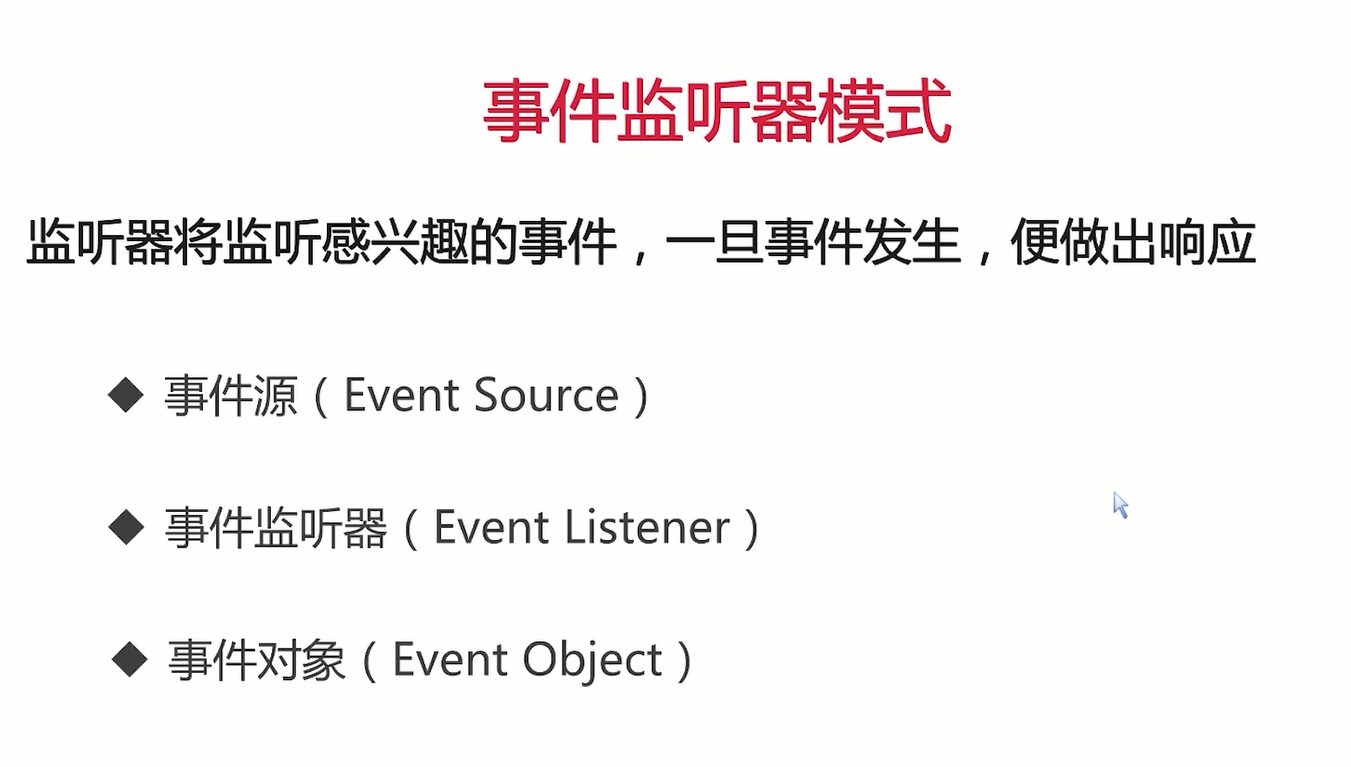 事件监听器模式
监听器将监听感兴趣的事件，一旦事件发生，便做出响应
◆ 事件源（Event Source）
◆ 事件监听器（Event Listener）
◆ 事件对象（Event Object）